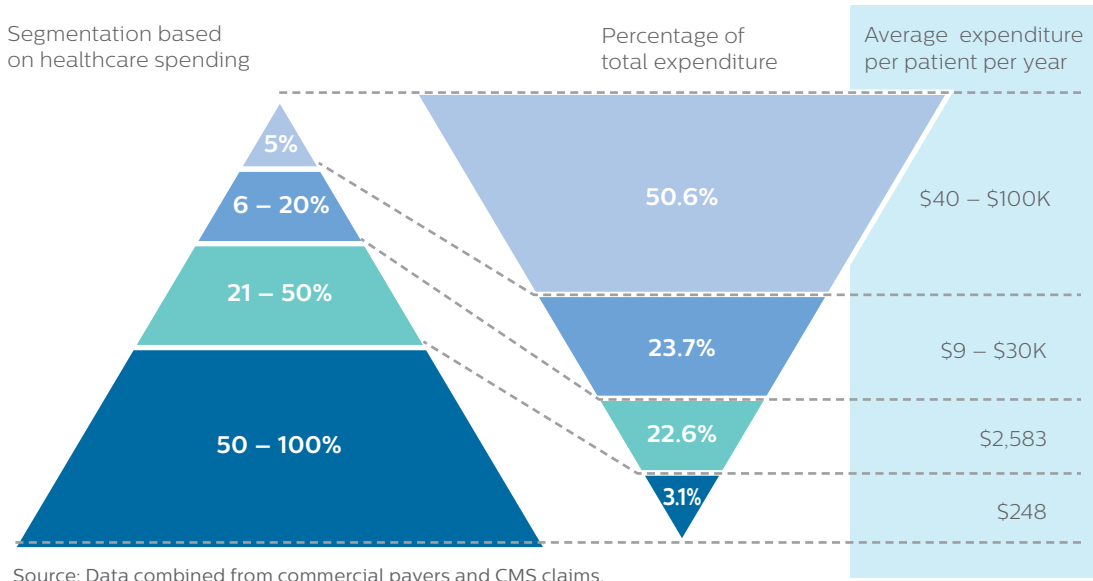 Segmentation based
on healthcare spending
Percentage of
total expenditure
Average expenditure
per patient per year
5%
50.6%
$40 – $100K
6 – 20%
23.7%
$9 – $30K
21 – 50%
22.6%
$2,583
50 – 100%
3.1%
$248
Source: Data combined from commercial payers and CMS claims.